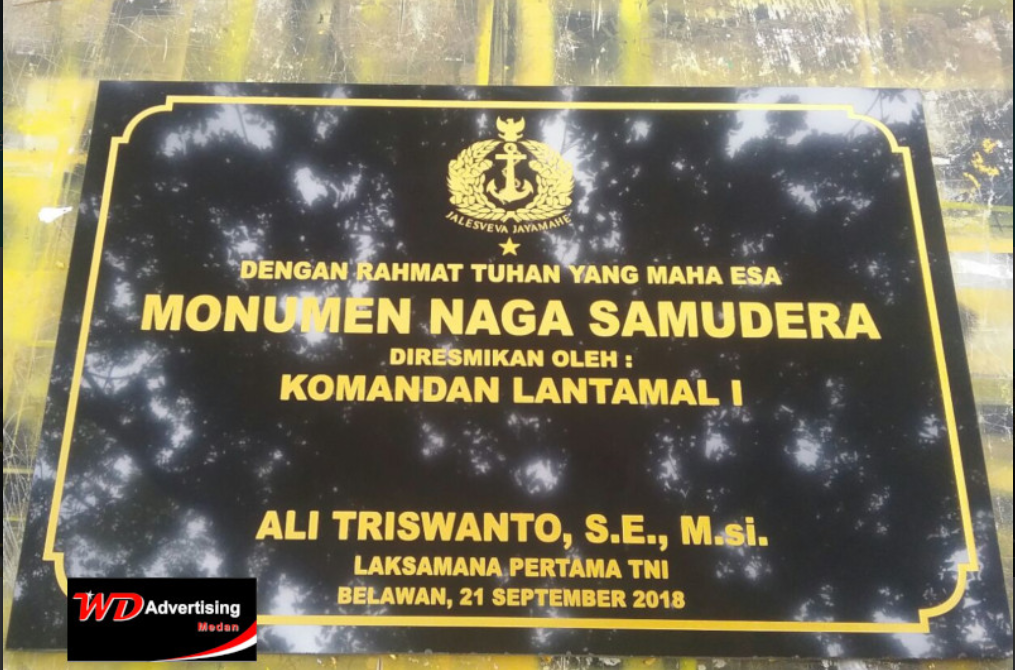 JALESVEVA JAYAMAHE
DENGAN RAHMAT TUHAN YANG MAHA ESA
MONUMEN NAGA SAMUDERA
DIRESMIKAN OLEH :
KOMANDAN LANTAMAL I
ALI TRISWANTO, S.E., M.si.
LAKSAMANA PERTAMA TNI
BELAWAN, 21 SEPTEMBER 2018
WD Advertising
Medan